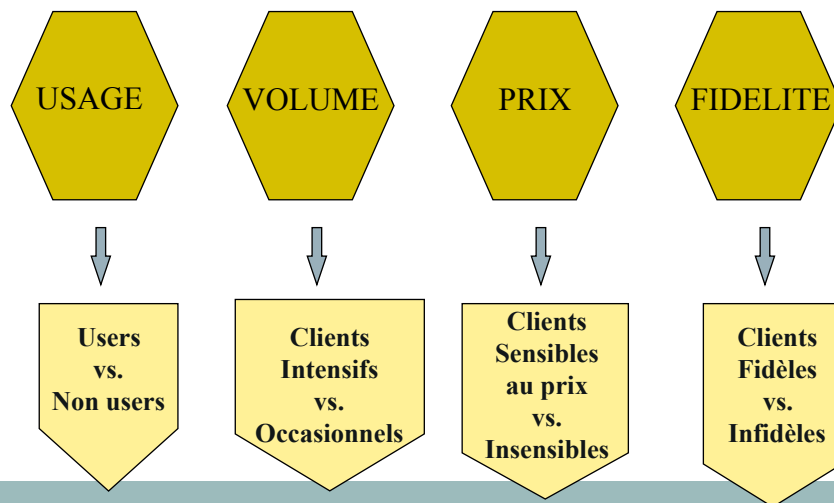 USAGE
VOLUME
PRIX
FIDELITE
Users
vs.
Non users
Clients
Intensifs
vs.
Occasionnels
Clients
Sensibles
au prix
vs.
Insensibles
Clients
Fidèles
vs.
Infidèles